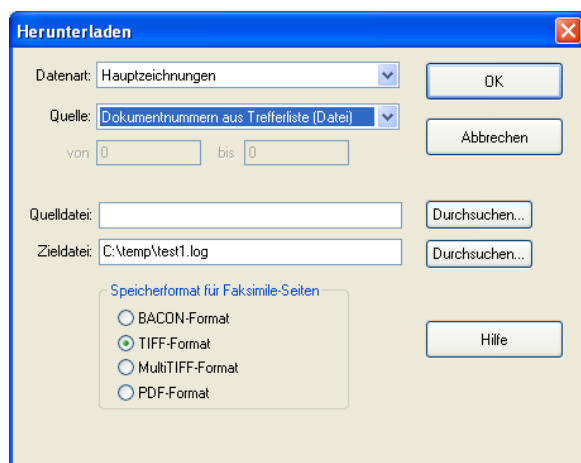 Herunterladen
Datenart: Hauptzeichnungen
OK
Quelle: Dokumentnummern aus Trefferliste (Datei)
Abbrechen
von 0 bis 0
Quelldatei:
Durchsuchen...
Zieldatei: C:\temp\test1.log
Durchsuchen...
Speicherformat für Faksimile-Seiten
BACON-Format
TIFF-Format
Hilfe
MultiTIFF-Format
PDF-Format